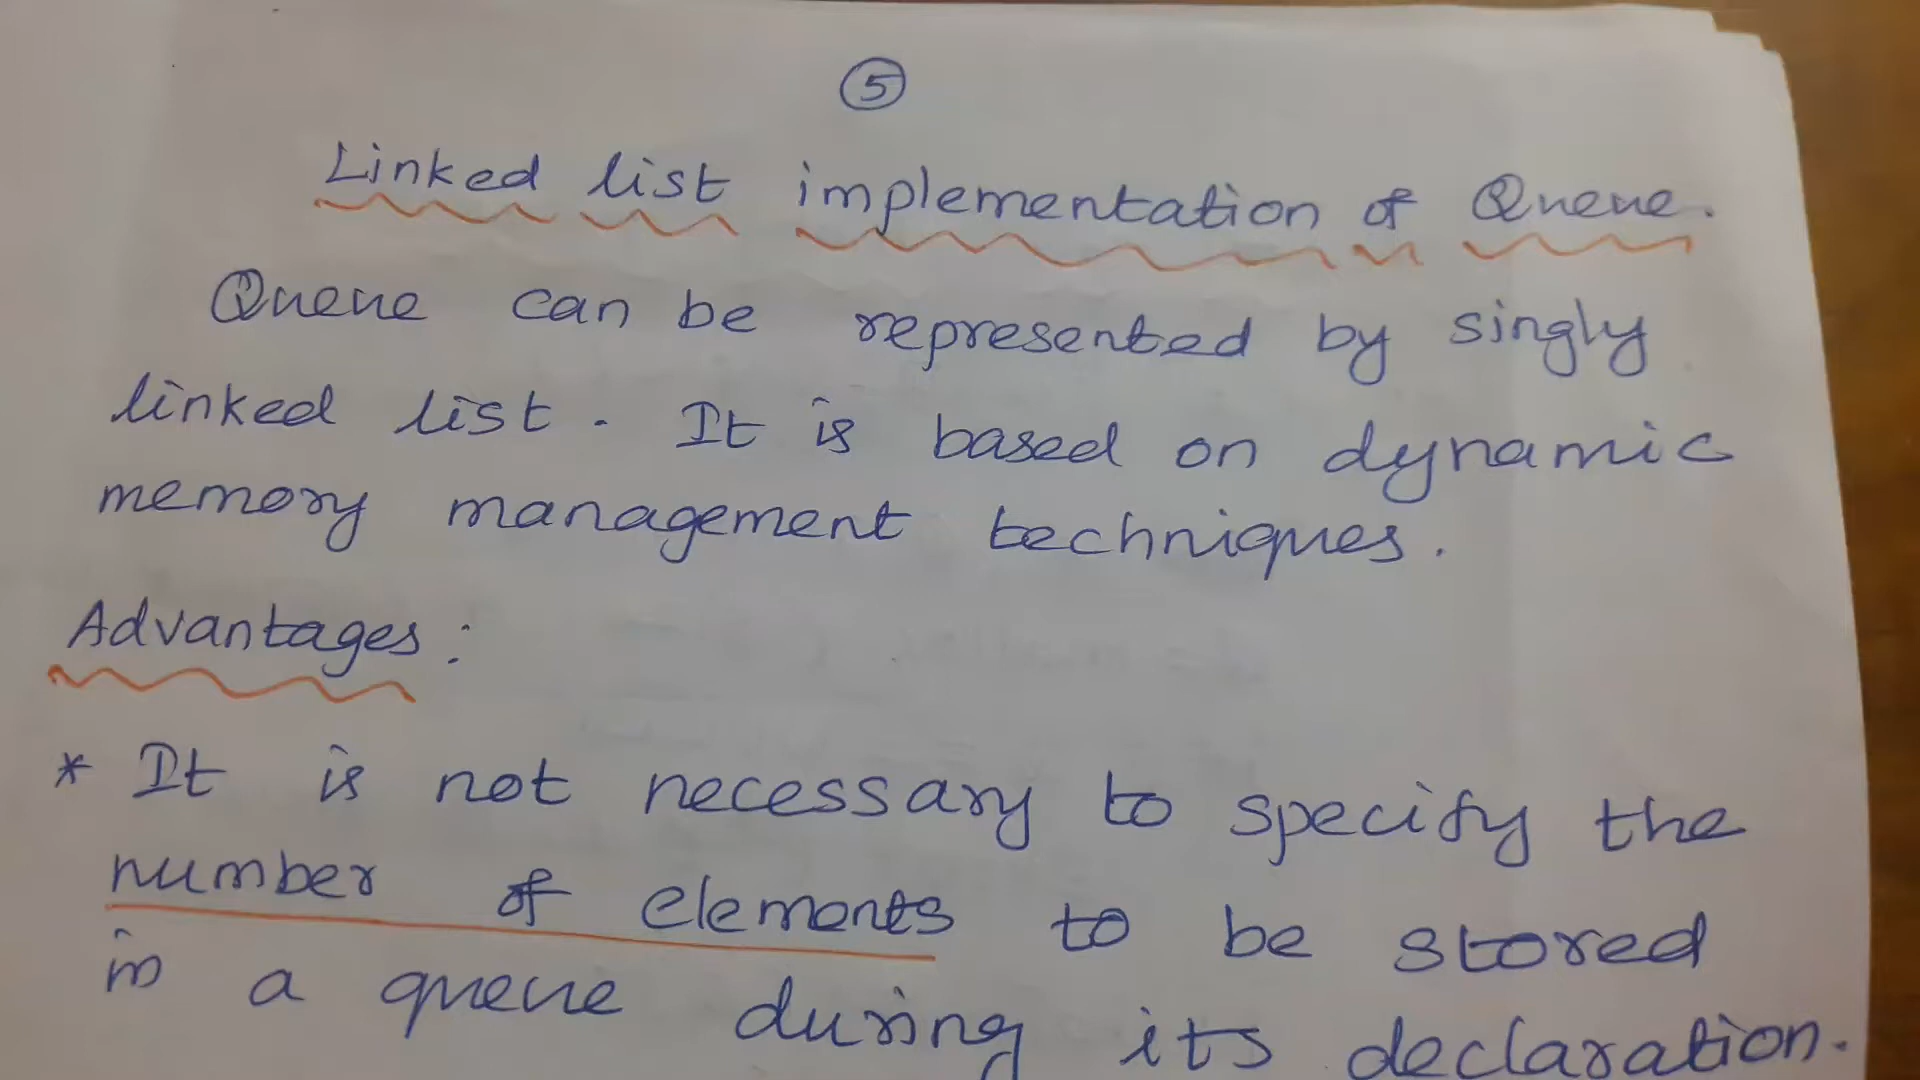 5
Linked list implementation of Queue.
Queue can be represented by singly
linked list. It is based on dynamic
memory management techniques.
Advantages:
* It is not necessary to specify the
number of elements to be stored
in a queue during its declaration.